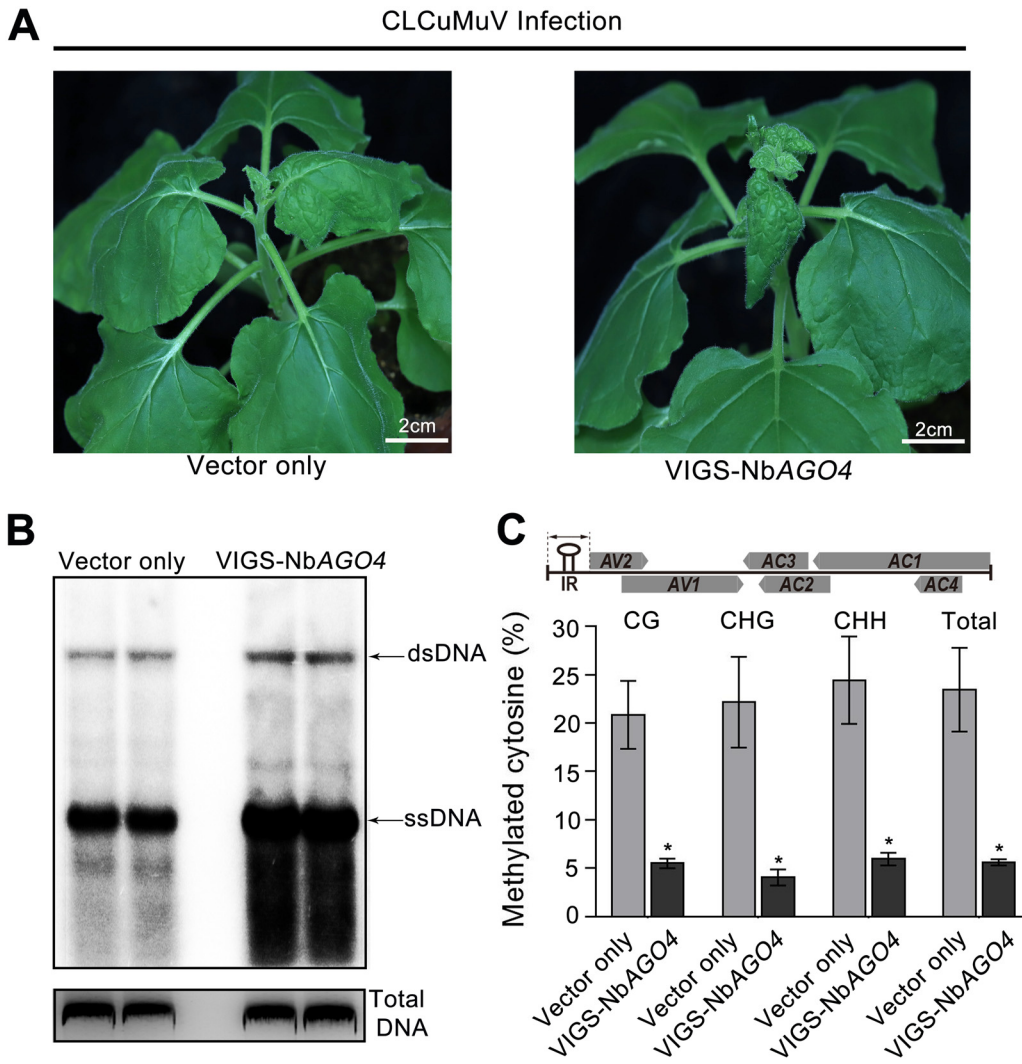 A
CLCuMuV Infection
2cm
2cm
Vector only
VIGS-NbAGO4
B
Vector only
VIGS-NbAGO4
dsDNA
ssDNA
Total
DNA
C
AV2
AC3
AC1
IR
AV1
AC2
AC4
Methylated cytosine (%)
30
25
20
15
10
5
0
CG
CHG
CHH
Total
*
*
*
*
Vector only
VIGS-NbAGO4
Vector only
VIGS-NbAGO4
Vector only
VIGS-NbAGO4
Vector only
VIGS-NbAGO4